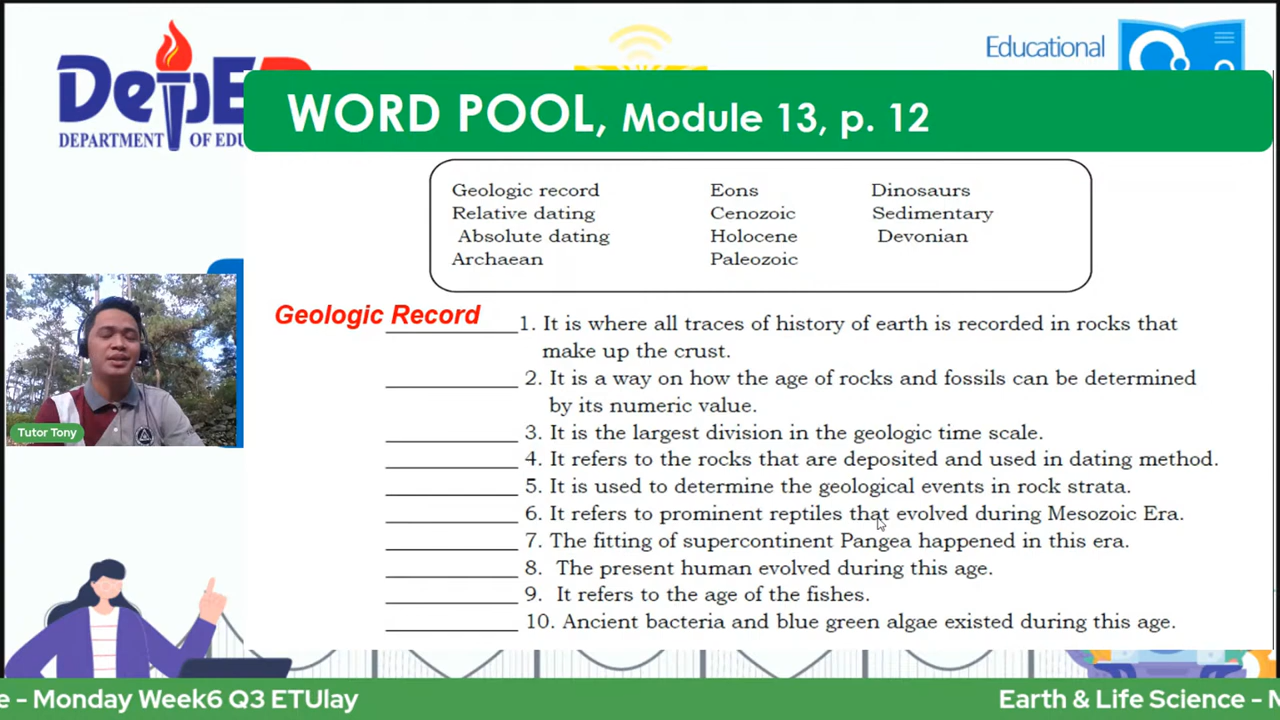 DepED
DEPARTMENT OF EDU
Educational
WORD POOL, Module 13, p. 12
Geologic record Eons Dinosaurs
Relative dating Cenozoic Sedimentary
Absolute dating Holocene Devonian
Archaean Paleozoic
Geologic Record
1. It is where all traces of history of earth is recorded in rocks that
make up the crust.
2. It is a way on how the age of rocks and fossils can be determined
by its numeric value.
3. It is the largest division in the geologic time scale.
4. It refers to the rocks that are deposited and used in dating method.
5. It is used to determine the geological events in rock strata.
6. It refers to prominent reptiles that evolved during Mesozoic Era.
7. The fitting of supercontinent Pangea happened in this era.
8. The present human evolved during this age.
9. It refers to the age of the fishes.
10. Ancient bacteria and blue green algae existed during this age.
Tutor Tony
e - Monday Week6 Q3 ETUlay
Earth & Life Science - M